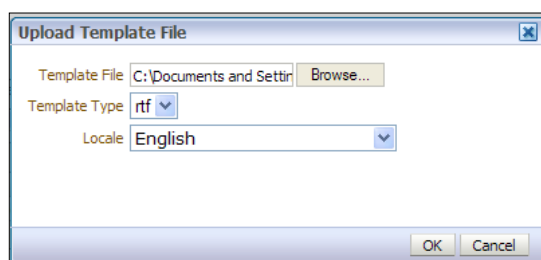 Upload Template File
Template File C:\Documents and Settin Browse...
Template Type rtf
Locale English
OK Cancel